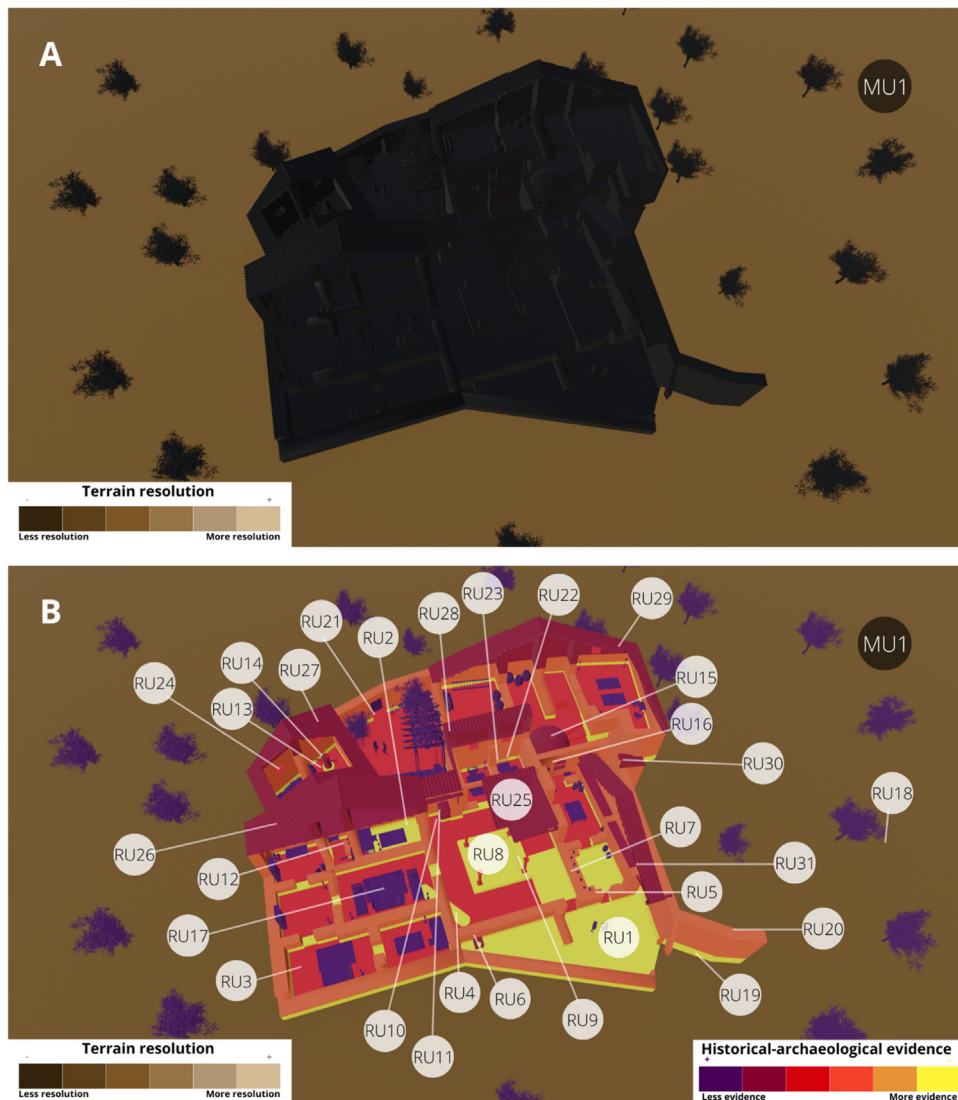 A
MU1
Terrain resolution
- +
Less resolution More resolution
B
RU23
RU22
RU28
RU29
RU21
RU2
RU14
RU27
RU24
RU15
RU13
RU16
RU30
RU25
RU18
RU7
RU8
RU26
RU31
RU12
RU5
RU17
RU1
RU20
RU3
RU4
RU6
RU19
RU9
RU10
RU11
MU1
Terrain resolution
- +
Less resolution More resolution
Historical-archaeological evidence
+ -
Less evidence More evidence